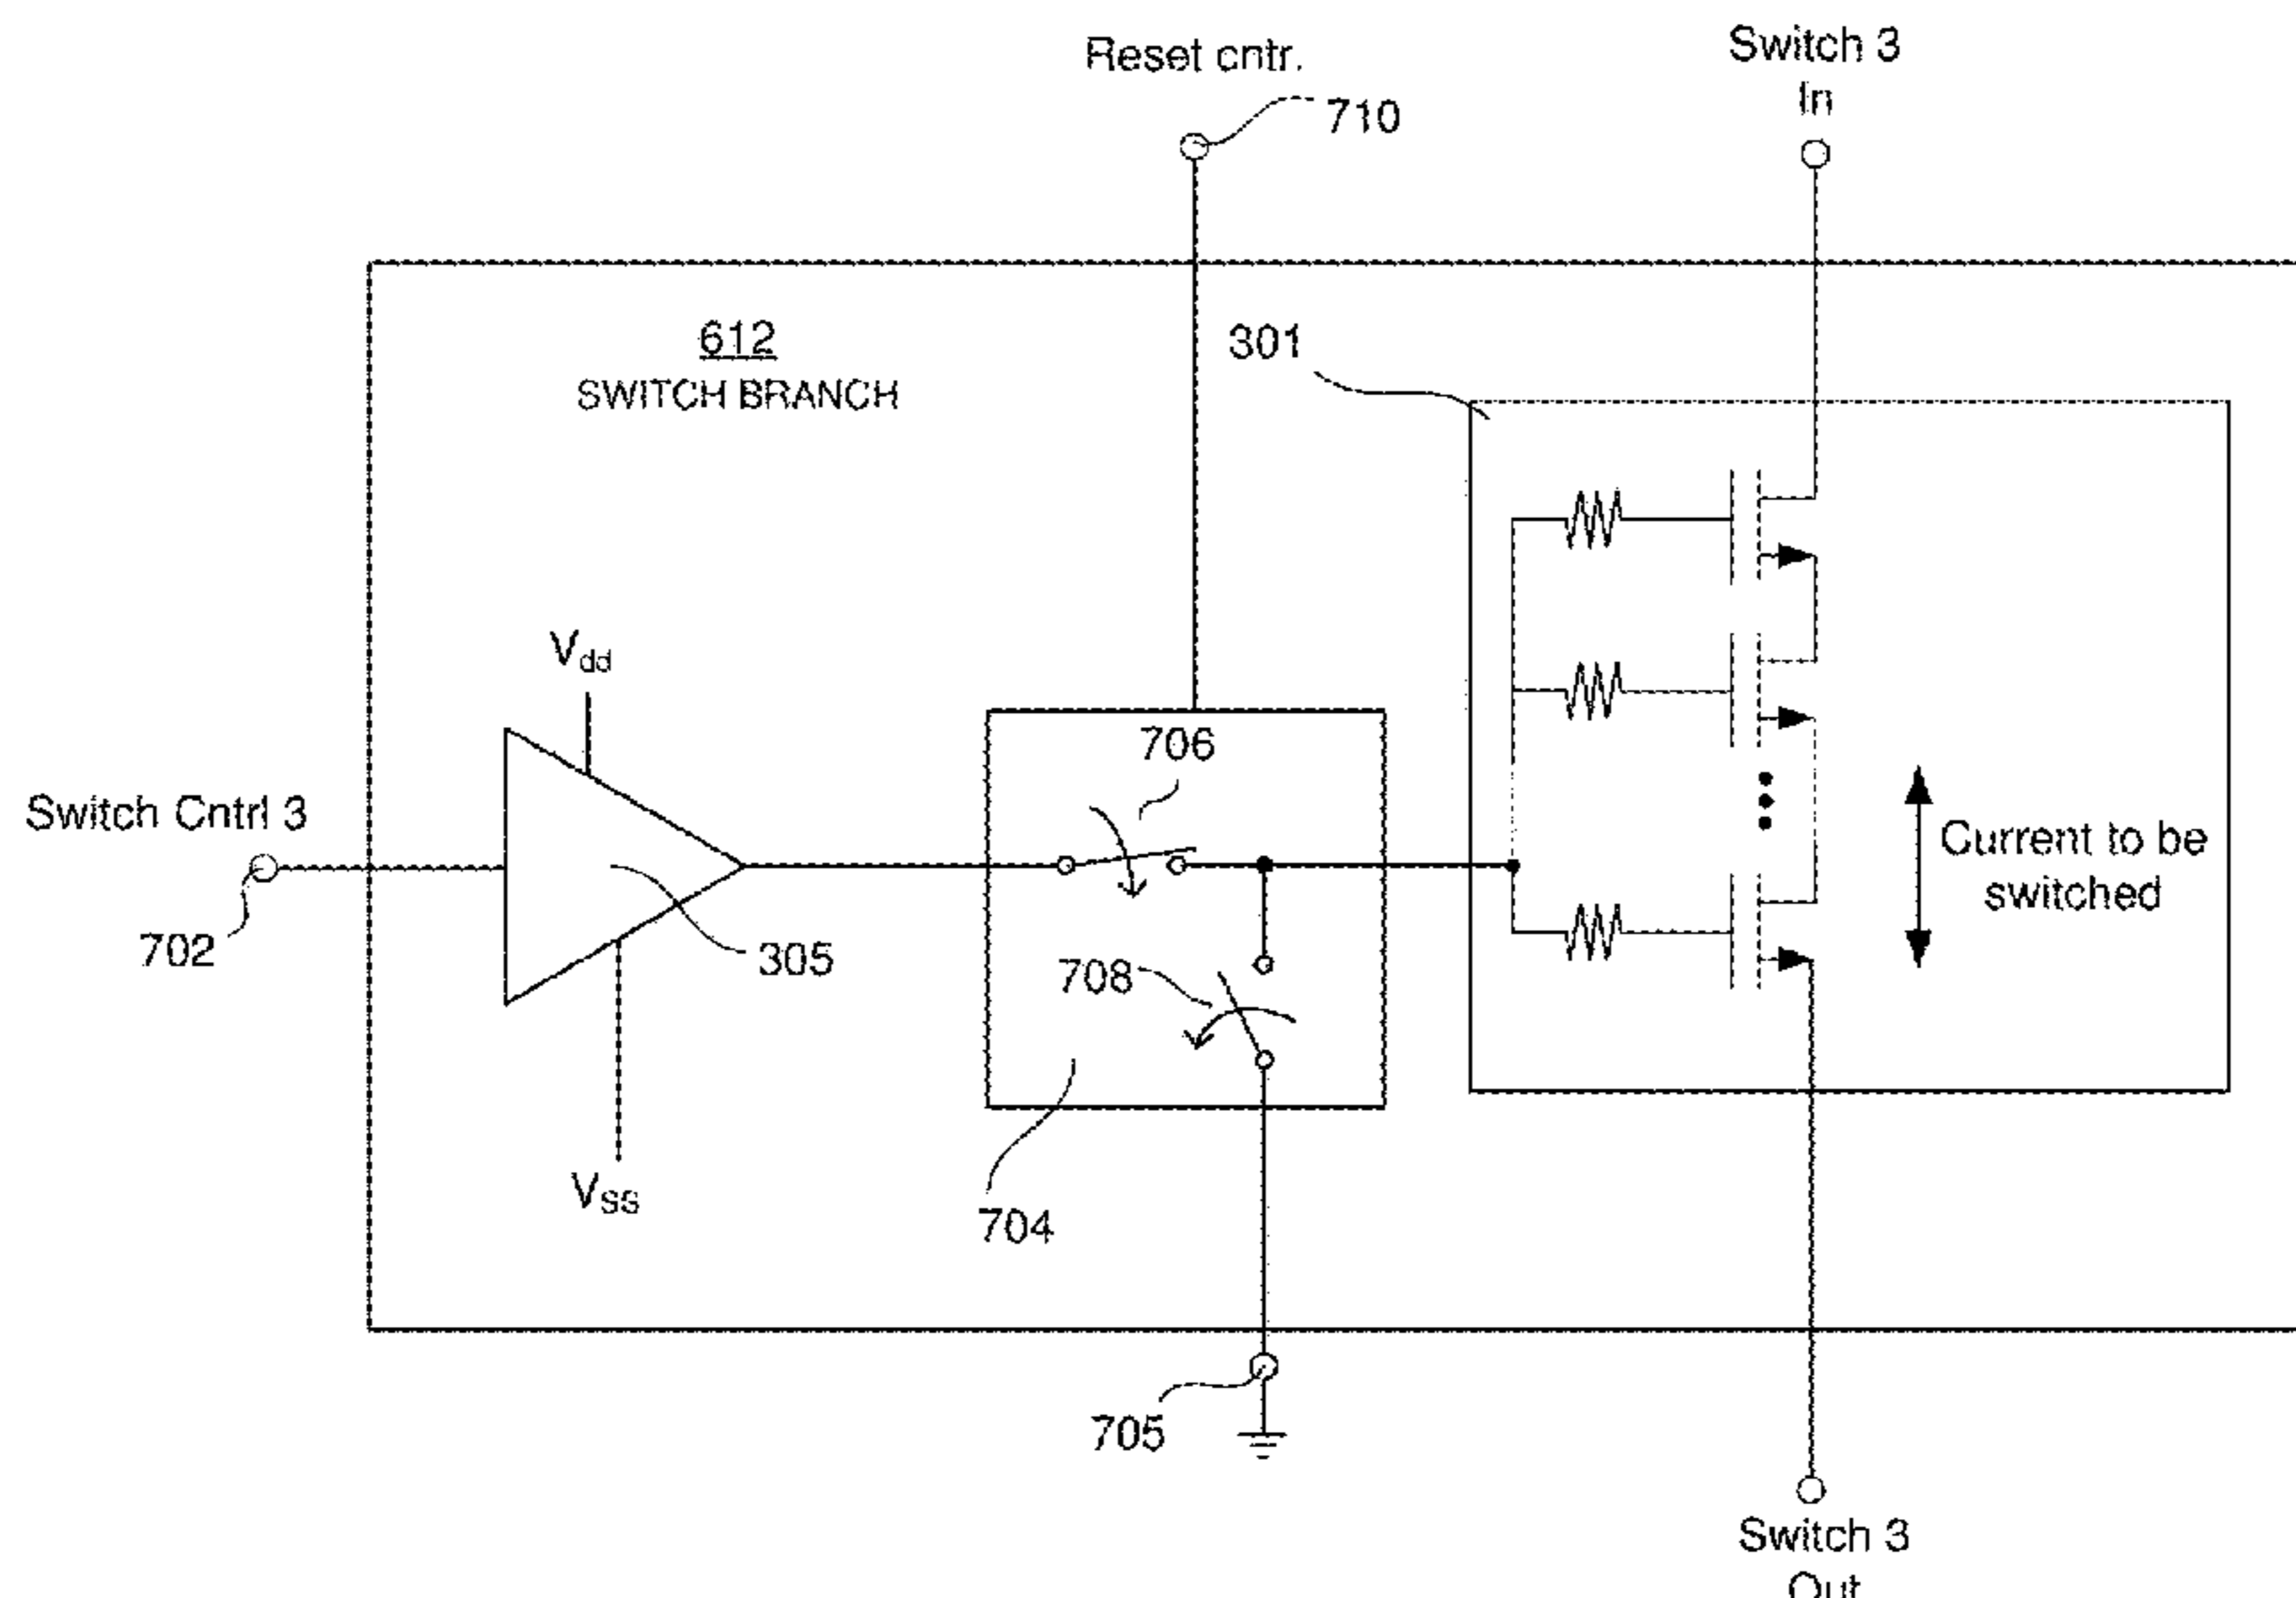 Reset cntr.
710
Switch 3
In
612
SWITCH BRANCH
301
Vdd
706
Switch Cntrl 3
702
305
708
Current to be
switched
Vss
704
705
Switch 3
Out